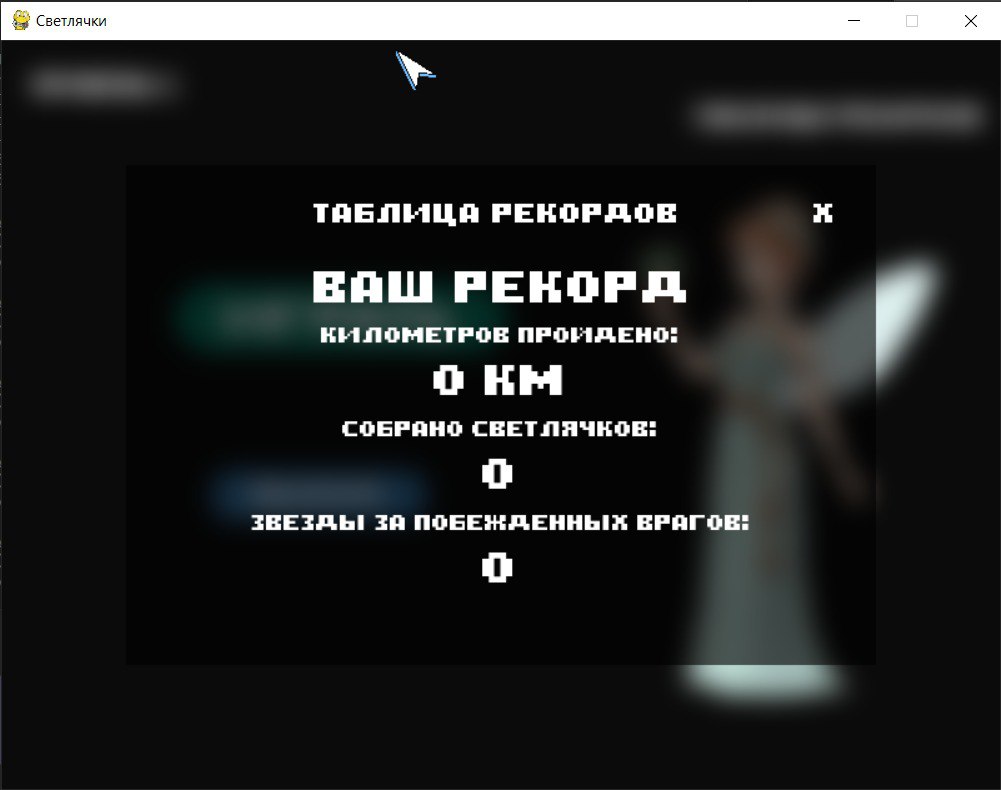 Светлячки
ТАБЛИЦА РЕКОРДОВ X
ВАШ РЕКОРД
КИЛОМЕТРОВ ПРОЙДЕНО:
0 КМ
СОБРАНО СВЕТЛЯЧКОВ:
0
ЗВЕЗДЫ ЗА ПОБЕЖДЕННЫХ ВРАГОВ:
0